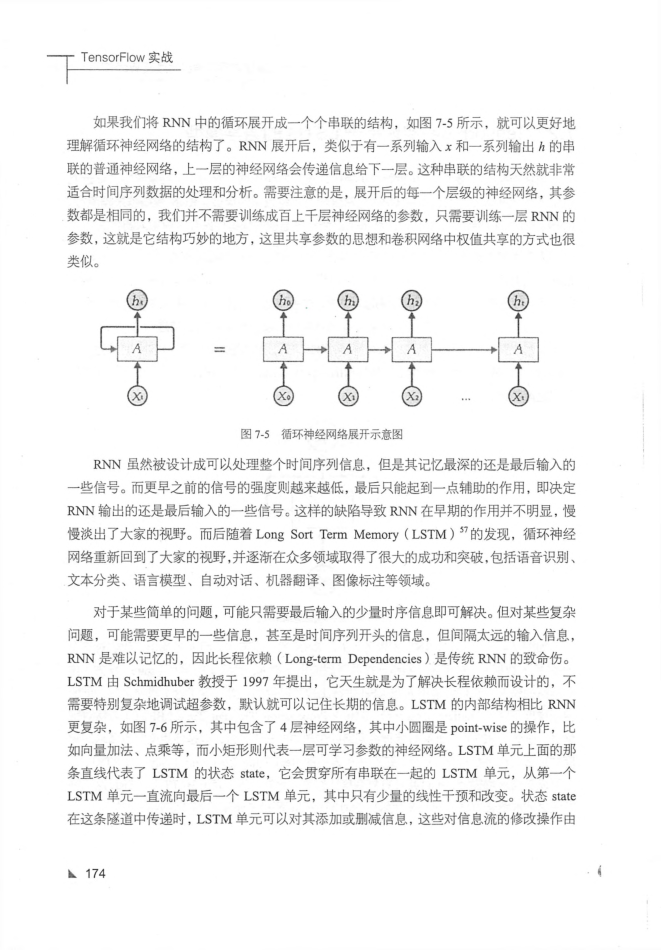 TensorFlow 实战
如果我们将 RNN 中的循环展开成一个个串联的结构，如图 7-5 所示，就可以更好地
理解循环神经网络的结构了。RNN 展开后，类似于有一系列输入 x 和一系列输出 h 的串
联的普通神经网络，上一层的神经网络会传递信息给下一层。这种串联的结构天然就非常
适合时间序列数据的处理和分析。需要注意的是，展开后的每一个层级的神经网络，其参
数都是相同的，我们并不需要训练成百上千层神经网络的参数，只需要训练一层 RNN 的
参数，这就是它结构巧妙的地方，这里共享参数的思想和卷积网络中权值共享的方式也很
类似。
hₜ h₀ h₁ h₂ hₜ
A = A A A A
Xₜ X₀ X₁ X₂ ... Xₜ
图 7-5 循环神经网络展开示意图
RNN 虽然被设计成可以处理整个时间序列信息，但是其记忆最深的还是最后输入的
一些信号。而更早之前的信号的强度则越来越低，最后只能起到一点辅助的作用，即决定
RNN 输出的还是最后输入的一些信号。这样的缺陷导致 RNN 在早期的作用并不明显，慢
慢淡出了大家的视野。而后随着 Long Sort Term Memory（LSTM）⁵⁷的发现，循环神经
网络重新回到了大家的视野，并逐渐在众多领域取得了很大的成功和突破，包括语音识别、
文本分类、语言模型、自动对话、机器翻译、图像标注等领域。
对于某些简单的问题，可能只需要最后输入的少量时序信息即可解决。但对某些复杂
问题，可能需要更早的一些信息，甚至是时间序列开头的信息，但间隔太远的输入信息，
RNN 是难以记忆的，因此长程依赖（Long-term Dependencies）是传统 RNN 的致命伤。
LSTM 由 Schmidhuber 教授于 1997 年提出，它天生就是为了解决长程依赖而设计的，不
需要特别复杂地调试超参数，默认就可以记住长期的信息。LSTM 的内部结构相比 RNN
更复杂，如图 7-6 所示，其中包含了 4 层神经网络，其中小圆圈是 point-wise 的操作，比
如向量加法、点乘等，而小矩形则代表一层可学习参数的神经网络。LSTM 单元上面的那
条直线代表了 LSTM 的状态 state，它会贯穿所有串联在一起的 LSTM 单元，从第一个
LSTM 单元一直流向最后一个 LSTM 单元，其中只有少量的线性干预和改变。状态 state
在这条隧道中传递时，LSTM 单元可以对其添加或删减信息，这些对信息流的修改操作由
174